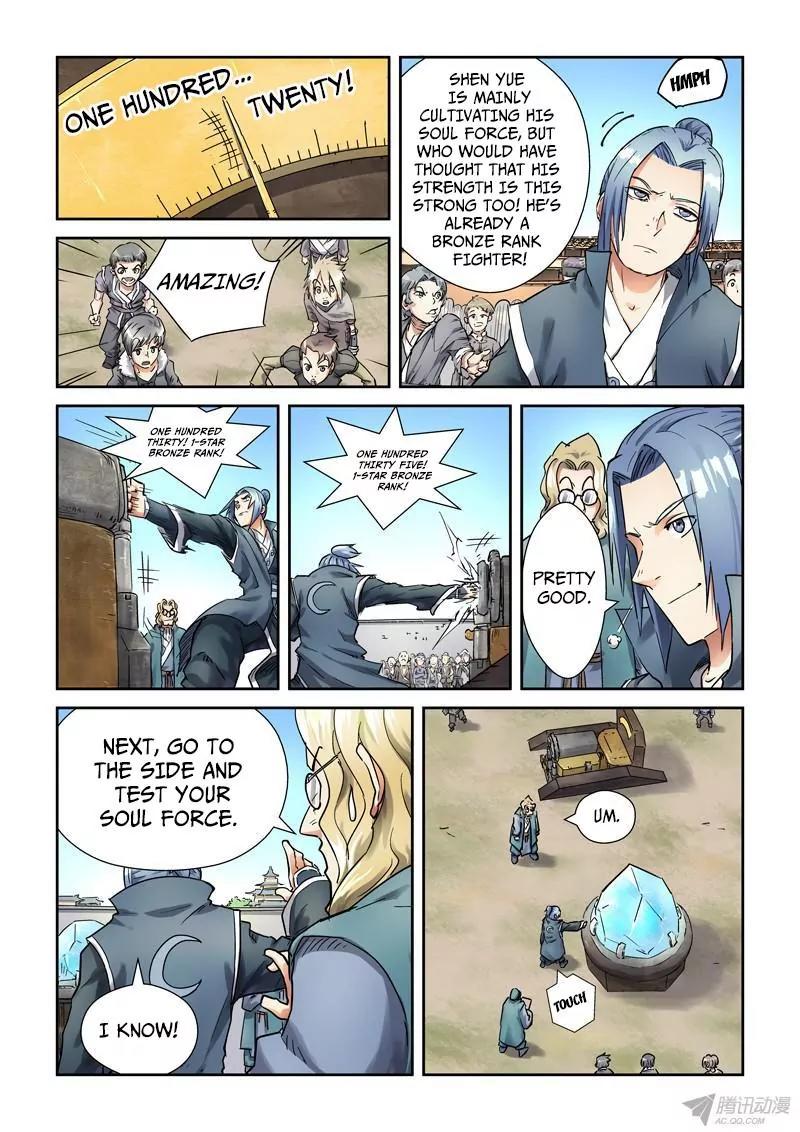 ONE HUNDRED...
TWENTY!
HMPH
SHEN YUE
IS MAINLY
CULTIVATING HIS
SOUL FORCE, BUT
WHO WOULD HAVE
THOUGHT THAT HIS
STRENGTH IS THIS
STRONG TOO! HE'S
ALREADY A
BRONZE RANK
FIGHTER!
AMAZING!
ONE HUNDRED
THIRTY! 1-STAR
BRONZE RANK!
ONE HUNDRED
THIRTY FIVE!
1-STAR BRONZE
RANK!
PRETTY
GOOD.
NEXT, GO TO
THE SIDE AND
TEST YOUR
SOUL FORCE.
I KNOW!
UM.
TOUCH
腾讯动漫
AC.QQ.COM